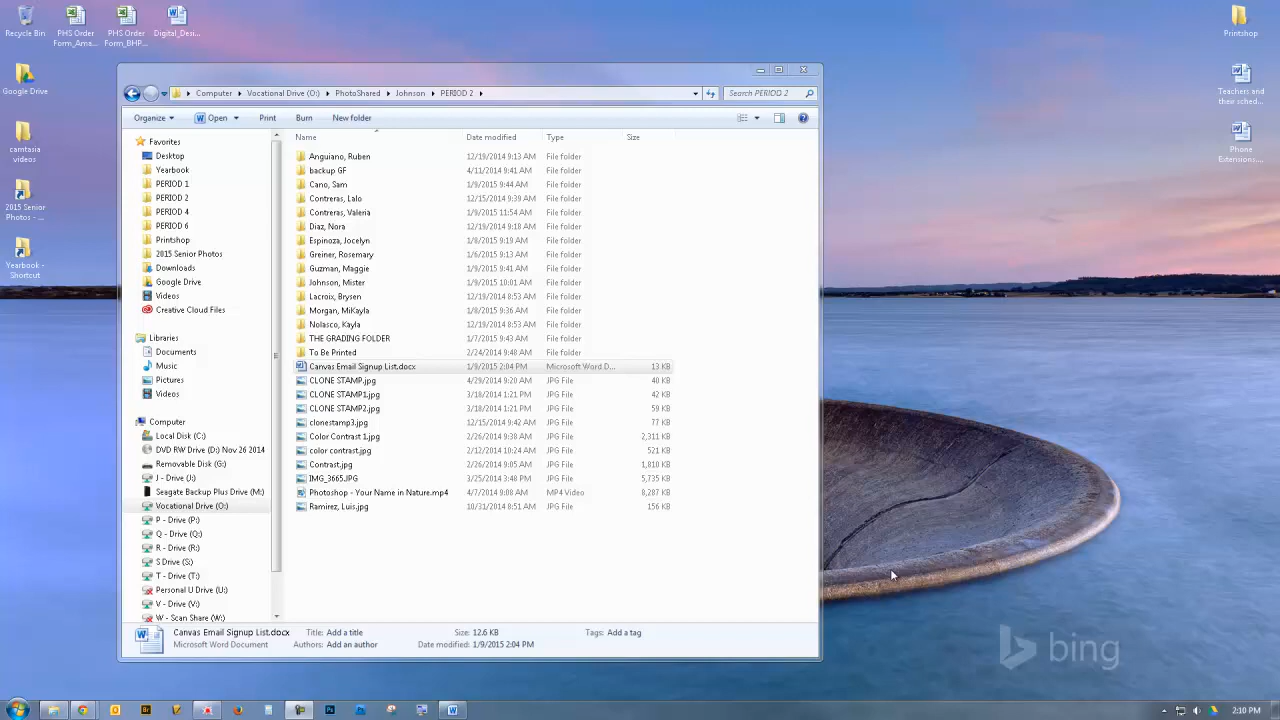 Recycle Bin
PHS Order Form_Ama...
PHS Order Form_BHP...
Digital_Desi...
Printshop
Google Drive
Teachers and their sched...
camtasia videos
Phone Extensions....
2015 Senior Photos - ...
Yearbook - Shortcut
Computer Vocational Drive (O:) PhotoShared Johnson PERIOD 2
Search PERIOD 2
Organize Open Print Burn New folder
Name Date modified Type Size
Favorites
Desktop
Yearbook
PERIOD 1
PERIOD 2
PERIOD 4
PERIOD 6
Printshop
2015 Senior Photos
Downloads
Google Drive
Videos
Creative Cloud Files
Libraries
Documents
Music
Pictures
Videos
Computer
Local Disk (C:)
DVD RW Drive (D:) Nov 26 2014
Removable Disk (G:)
J - Drive (J:)
Seagate Backup Plus Drive (M:)
Vocational Drive (O:)
P - Drive (P:)
Q - Drive (Q:)
R - Drive (R:)
S Drive (S:)
T - Drive (T:)
Personal U Drive (U:)
V - Drive (V:)
W - Scan Share (W:)
Anguiano, Ruben 12/19/2014 9:13 AM File folder
backup GF 4/11/2014 9:41 AM File folder
Cano, Sam 1/9/2015 9:44 AM File folder
Contreras, Lalo 12/15/2014 9:39 AM File folder
Contreras, Valeria 1/9/2015 11:54 AM File folder
Diaz, Nora 12/19/2014 9:18 AM File folder
Espinoza, Jocelyn 1/8/2015 9:19 AM File folder
Greiner, Rosemary 1/6/2015 9:13 AM File folder
Guzman, Maggie 1/9/2015 9:41 AM File folder
Johnson, Mister 1/9/2015 10:01 AM File folder
Lacroix, Brysen 12/19/2014 8:53 AM File folder
Morgan, MiKayla 1/8/2015 9:36 AM File folder
Nolasco, Kayla 12/19/2014 8:53 AM File folder
THE GRADING FOLDER 1/7/2015 9:43 AM File folder
To Be Printed 2/24/2014 9:48 AM File folder
Canvas Email Signup List.docx 1/9/2015 2:04 PM Microsoft Word D... 13 KB
CLONE STAMP.jpg 4/29/2014 9:20 AM JPG File 40 KB
CLONE STAMP1.jpg 3/18/2014 1:21 PM JPG File 42 KB
CLONE STAMP2.jpg 3/18/2014 1:21 PM JPG File 59 KB
clonestamp3.jpg 12/15/2014 9:42 AM JPG File 77 KB
Color Contrast 1.jpg 2/26/2014 9:38 AM JPG File 2,311 KB
color contrast.jpg 2/12/2014 10:24 AM JPG File 521 KB
Contrast.jpg 2/26/2014 9:05 AM JPG File 1,810 KB
IMG_3665.JPG 3/25/2014 3:48 PM JPG File 5,735 KB
Photoshop - Your Name in Nature.mp4 4/7/2014 9:08 AM MP4 Video 8,287 KB
Ramirez, Luis.jpg 10/31/2014 8:51 AM JPG File 156 KB
Canvas Email Signup List.docx Title: Add a title Size: 12.6 KB Tags: Add a tag
Microsoft Word Document Authors: Add an author Date modified: 1/9/2015 2:04 PM
bing
2:10 PM